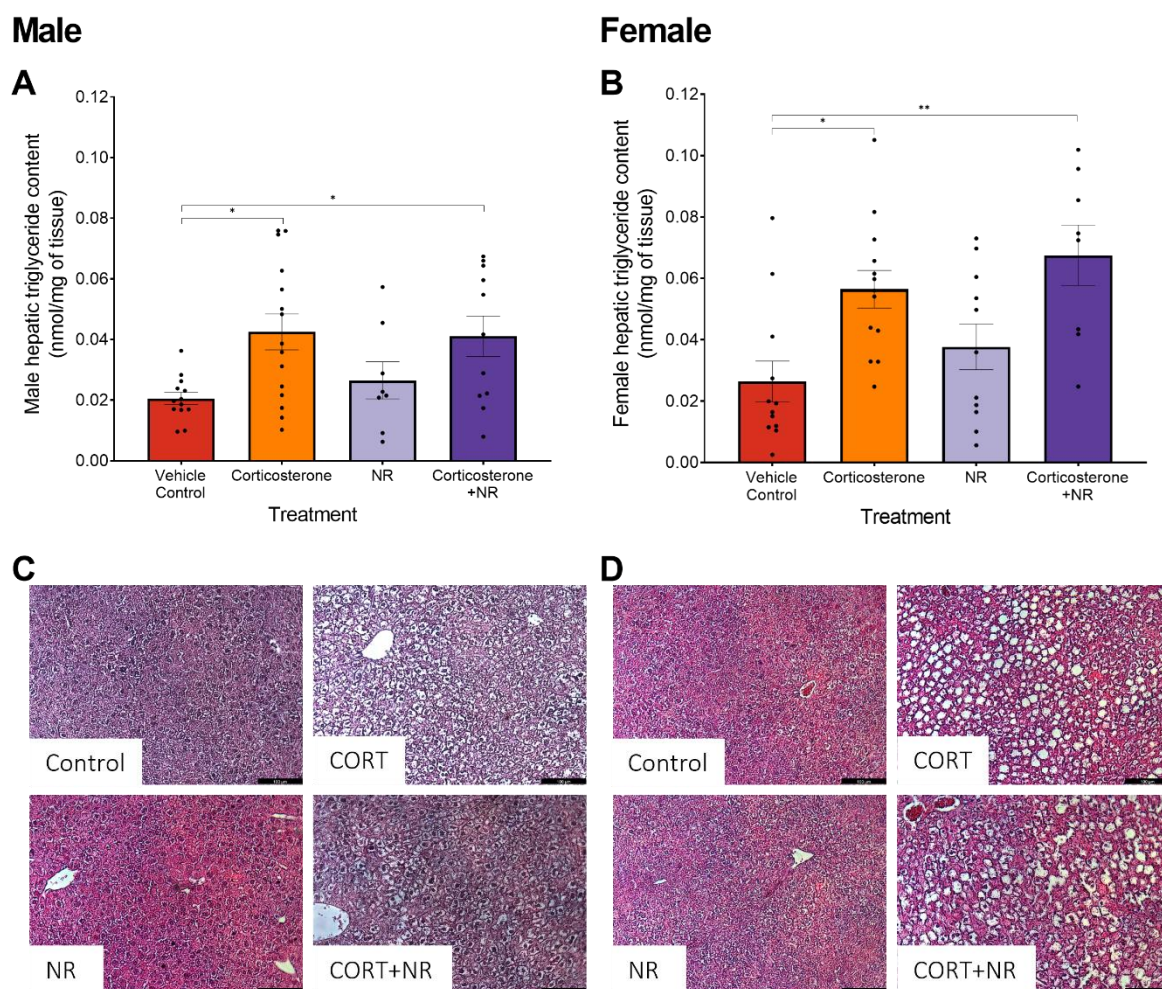 Male
Female
A
B
Male hepatic triglyceride content
(nmol/mg of tissue)
0.12
0.10
0.08
0.06
0.04
0.02
0.00
*
*
Vehicle
Control
Corticosterone
NR
Corticosterone
+NR
Treatment
Female hepatic triglyceride content
(nmol/mg of tissue)
0.12
0.10
0.08
0.06
0.04
0.02
0.00
**
*
Vehicle
Control
Corticosterone
NR
Corticosterone
+NR
Treatment
C
D
Control
CORT
Control
CORT
NR
CORT+NR
NR
CORT+NR